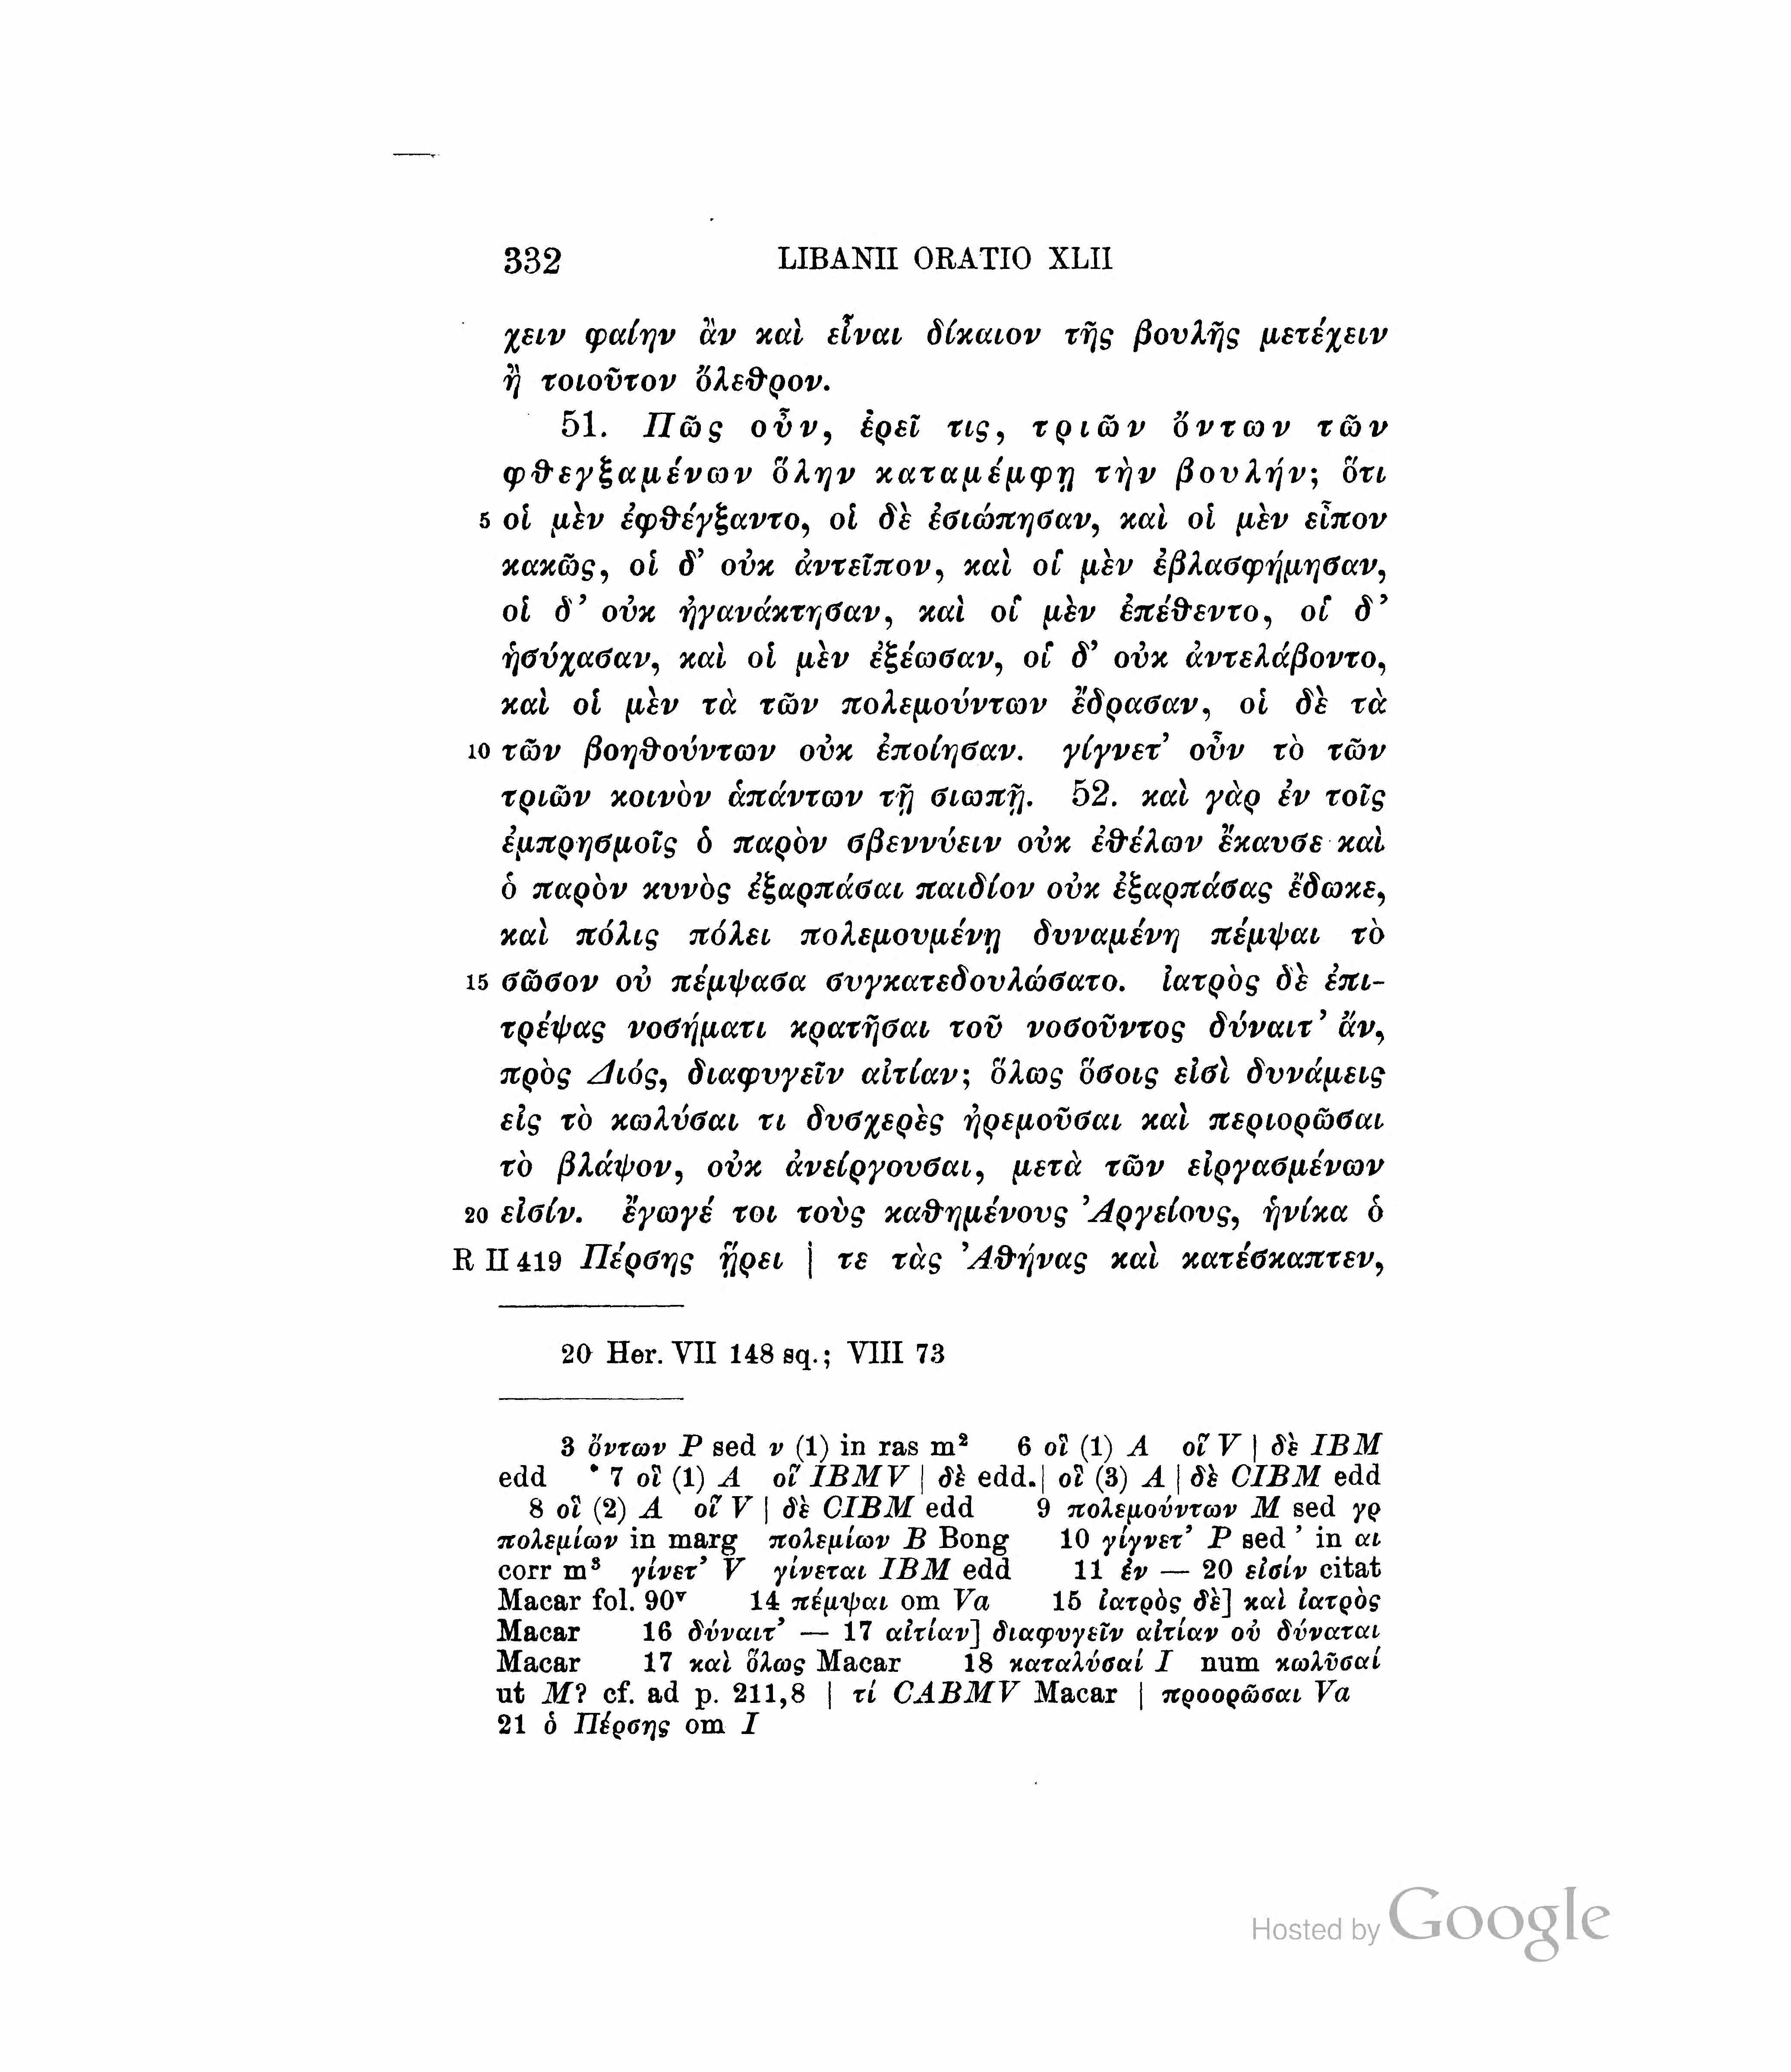 332 LIBANII ORATIO XLII
χειν φαίην ἂν καὶ εἶναι δίκαιον τῆς βουλῆς μετέχειν
ἢ τοιοῦτον ὄλεθρον.
51. Πῶς οὖν, ἐρεῖ τις, τριῶν ὄντων τῶν
φθεγξαμένων ὅλην καταμέμφῃ τὴν βουλήν; ὅτι
5 οἱ μὲν ἐφθέγξαντο, οἱ δὲ ἐσιώπησαν, καὶ οἱ μὲν εἶπον
κακῶς, οἱ δ’ οὐκ ἀντεῖπον, καὶ οἳ μὲν ἐβλασφήμησαν,
οἱ δ’ οὐκ ἠγανάκτησαν, καὶ οἳ μὲν ἐπέθεντο, οἳ δ’
ἡσύχασαν, καὶ οἱ μὲν ἐξέωσαν, οἳ δ’ οὐκ ἀντελάβοντο,
καὶ οἱ μὲν τὰ τῶν πολεμούντων ἔδρασαν, οἱ δὲ τὰ
10 τῶν βοηθούντων οὐκ ἐποίησαν. γίγνετ’ οὖν τὸ τῶν
τριῶν κοινὸν ἁπάντων τῇ σιωπῇ. 52. καὶ γὰρ ἐν τοῖς
ἐμπρησμοῖς ὁ παρὸν σβεννύειν οὐκ ἐθέλων ἔκαυσε καὶ
ὁ παρὸν κυνὸς ἐξαρπάσαι παιδίον οὐκ ἐξαρπάσας ἔδωκε,
καὶ πόλις πόλει πολεμουμένῃ δυναμένη πέμψαι τὸ
15 σῶσον οὐ πέμψασα συγκατεδουλώσατο. ἰατρὸς δὲ ἐπι-
τρέψας νοσήματι κρατῆσαι τοῦ νοσοῦντος δύναιτ’ ἄν,
πρὸς Διός, διαφυγεῖν αἰτίαν; ὅλως ὅσοις εἰσὶ δυνάμεις
εἰς τὸ κωλύσαι τι δυσχερὲς ἠρεμοῦσαι καὶ περιορῶσαι
τὸ βλάψον, οὐκ ἀνείργουσαι, μετὰ τῶν εἰργασμένων
20 εἰσίν. ἔγωγέ τοι τοὺς καθημένους Ἀργείους, ἡνίκα ὁ
R II 419 Πέρσης ᾕρει | τε τὰς Ἀθήνας καὶ κατέσκαπτεν,
20 Her. VII 148 sq.; VIII 73
3 ὄντων P sed ν (1) in ras m² 6 οἱ̈ (1) A οἵ V | δὲ IBM
edd 7 οἱ̈ (1) A οἵ IBMV | δὲ edd. | οἱ̈ (3) A | δὲ CIBM edd
8 οἱ̈ (2) A οἵ V | δὲ CIBM edd 9 πολεμούντων M sed γρ
πολεμίων in marg πολεμίων B Bong 10 γίγνετ’ P sed ’ in αι
corr m³ γίνετ’ V γίνεται IBM edd 11 ἐν — 20 εἰσίν citat
Macar fol. 90ᵛ 14 πέμψαι om Va 15 ἰατρὸς δὲ] καὶ ἰατρὸς
Macar 16 δύναιτ’ — 17 αἰτίαν] διαφυγεῖν αἰτίαν οὐ δύναται
Macar 17 καὶ ὅλως Macar 18 καταλύσαί I num κωλῦσαί
ut M? cf. ad p. 211,8 | τί CABMV Macar | προορῶσαι Va
21 ὁ Πέρσης om I
Hosted by Google